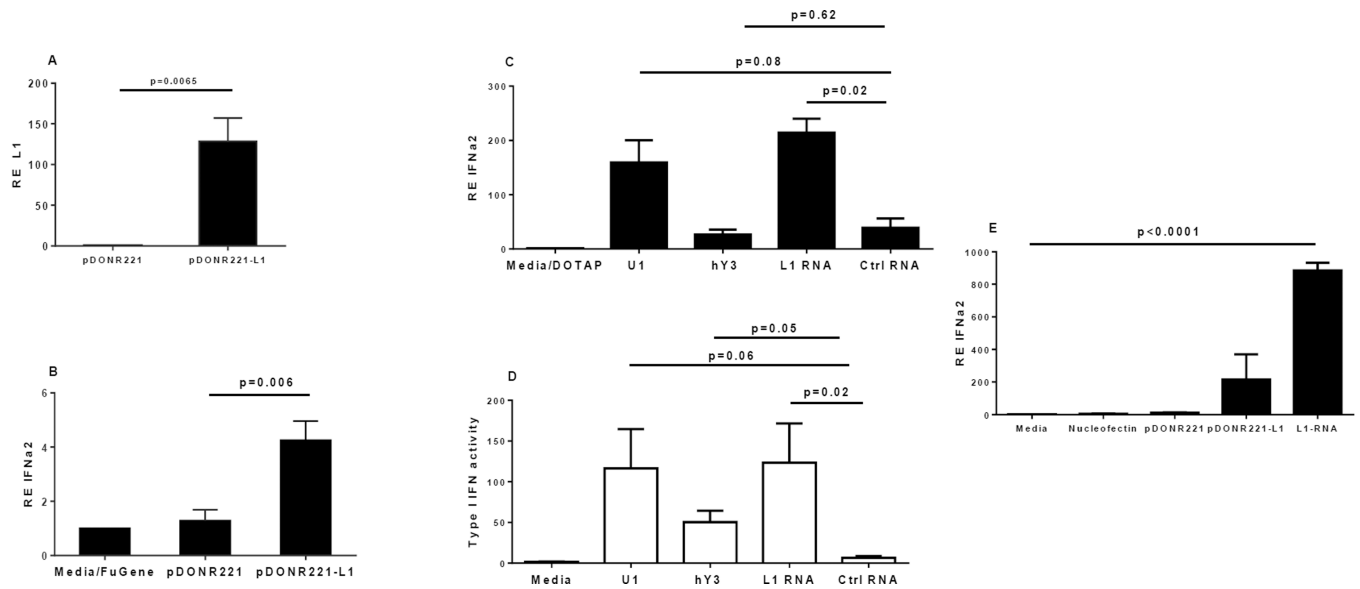 A
p=0.0065
200
150
100
50
0
RE L1
pDONR221
pDONR221-L1
B
p=0.006
6
4
2
0
RE IFNa2
Media/FuGene
pDONR221
pDONR221-L1
p=0.62
C
p=0.08
p=0.02
300
200
100
0
RE IFNa2
Media/DOTAP
U1
hY3
L1 RNA
Ctrl RNA
p=0.05
p=0.06
D
p=0.02
200
150
100
50
0
Type I IFN activity
Media
U1
hY3
L1 RNA
Ctrl RNA
E
p<0.0001
1000
800
600
400
200
0
RE IFNa2
Media
Nucleofectin
pDONR221
pDONR221-L1
L1-RNA